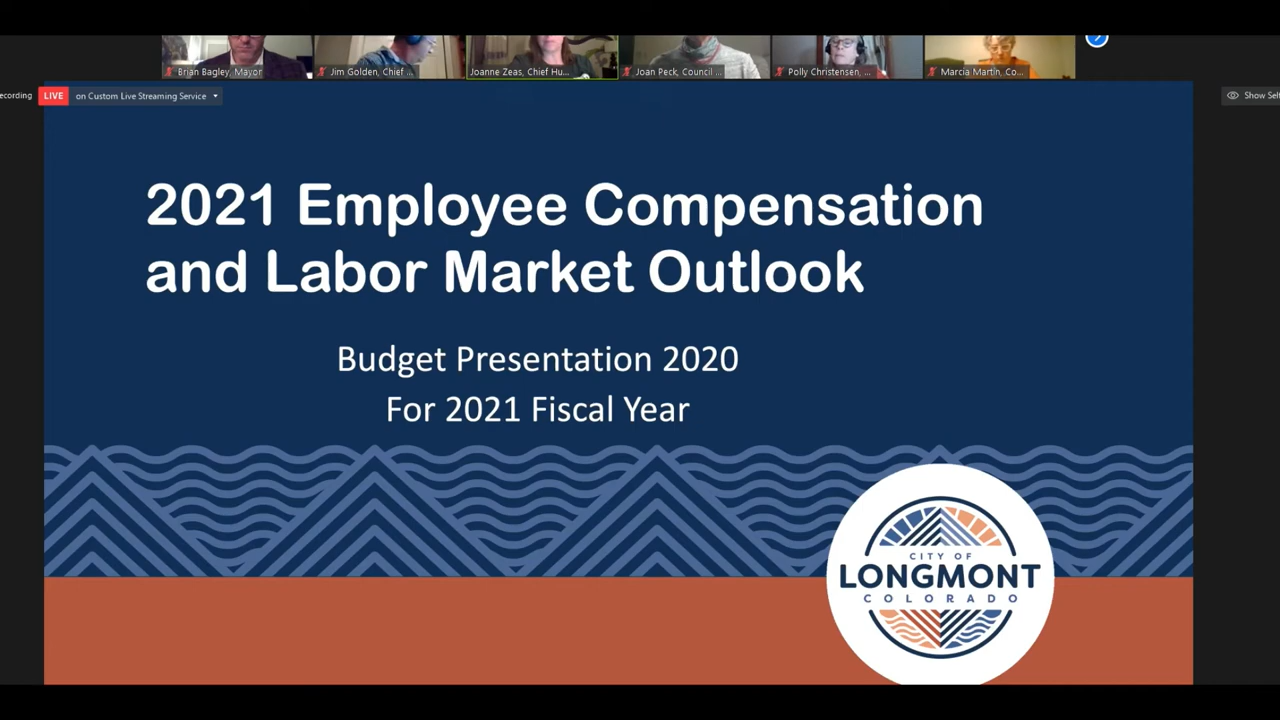 Brian Bagley, Mayor
Jim Golden, Chief ...
Joanne Zeas, Chief Hu...
Joan Peck, Council ...
Polly Christensen, ...
Marcia Martin, Co...
ecording
LIVE
on Custom Live Streaming Service
Show Self
2021 Employee Compensation
and Labor Market Outlook
Budget Presentation 2020
For 2021 Fiscal Year
CITY OF
LONGMONT
COLORADO